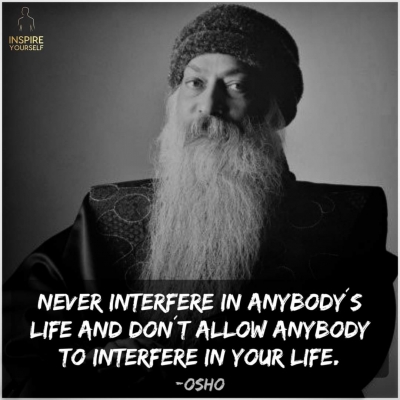 INSPIRE
YOURSELF
NEVER INTERFERE IN ANYBODY'S
LIFE AND DON'T ALLOW ANYBODY
TO INTERFERE IN YOUR LIFE.
-OSHO